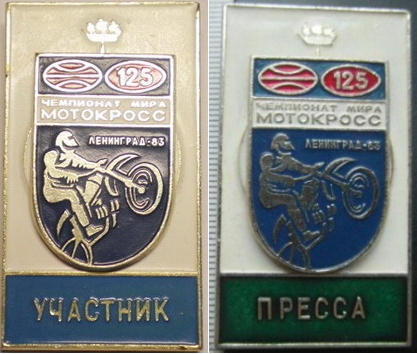 125
ЧЕМПИОНАТ МИРА
МОТОКРОСС
ЛЕНИНГРАД-83
УЧАСТНИК
125
ЧЕМПИОНАТ МИРА
МОТОКРОСС
ЛЕНИНГРАД-83
ПРЕССА